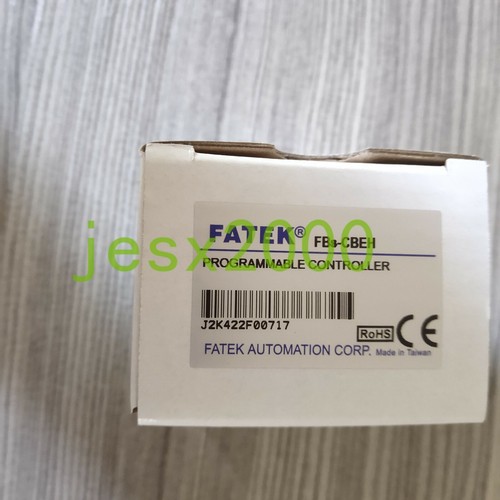 FATEK® FBs-CBEH
jesx2000
PROGRAMMABLE CONTROLLER
J2K422F00717
RoHS CE
FATEK AUTOMATION CORP. Made in Taiwan